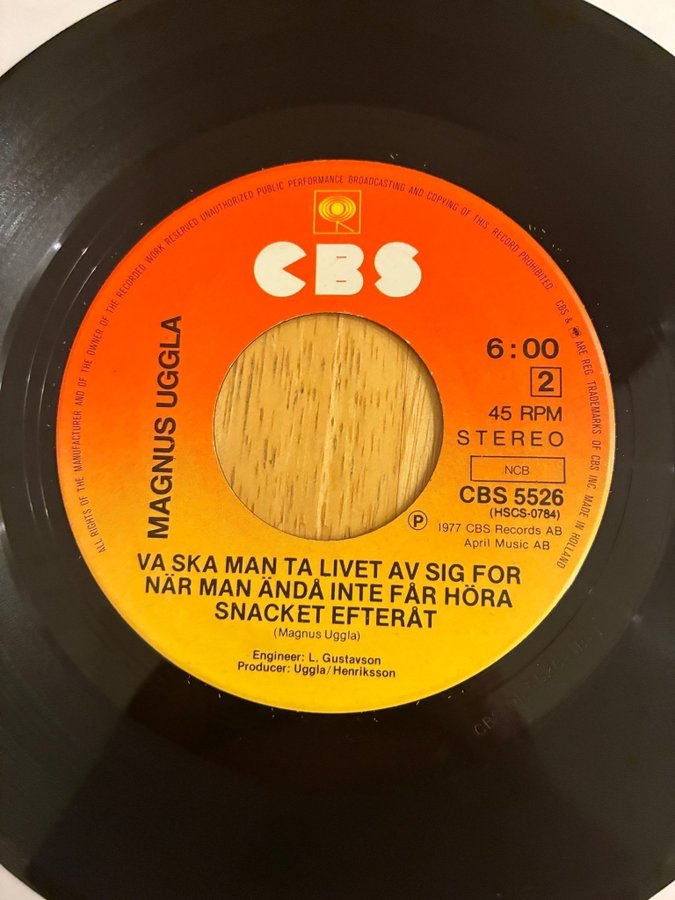 ALL RIGHTS OF THE MANUFACTURER AND OF THE OWNER OF THE RECORDED WORK RESERVED UNAUTHORIZED PUBLIC PERFORMANCE BROADCASTING AND COPYING OF THIS RECORD PROHIBITED. CBS & ARE REG. TRADEMARKS OF CBS INC. MADE IN HOLLAND
CBS
MAGNUS UGGLA
6:00
2
45 RPM
STEREO
NCB
CBS 5526
(HSCS-0784)
Ⓟ 1977 CBS Records AB
April Music AB
VA SKA MAN TA LIVET AV SIG FOR
NÄR MAN ÄNDÅ INTE FÅR HÖRA
SNACKET EFTERÅT
(Magnus Uggla)
Engineer: L. Gustavson
Producer: Uggla/Henriksson